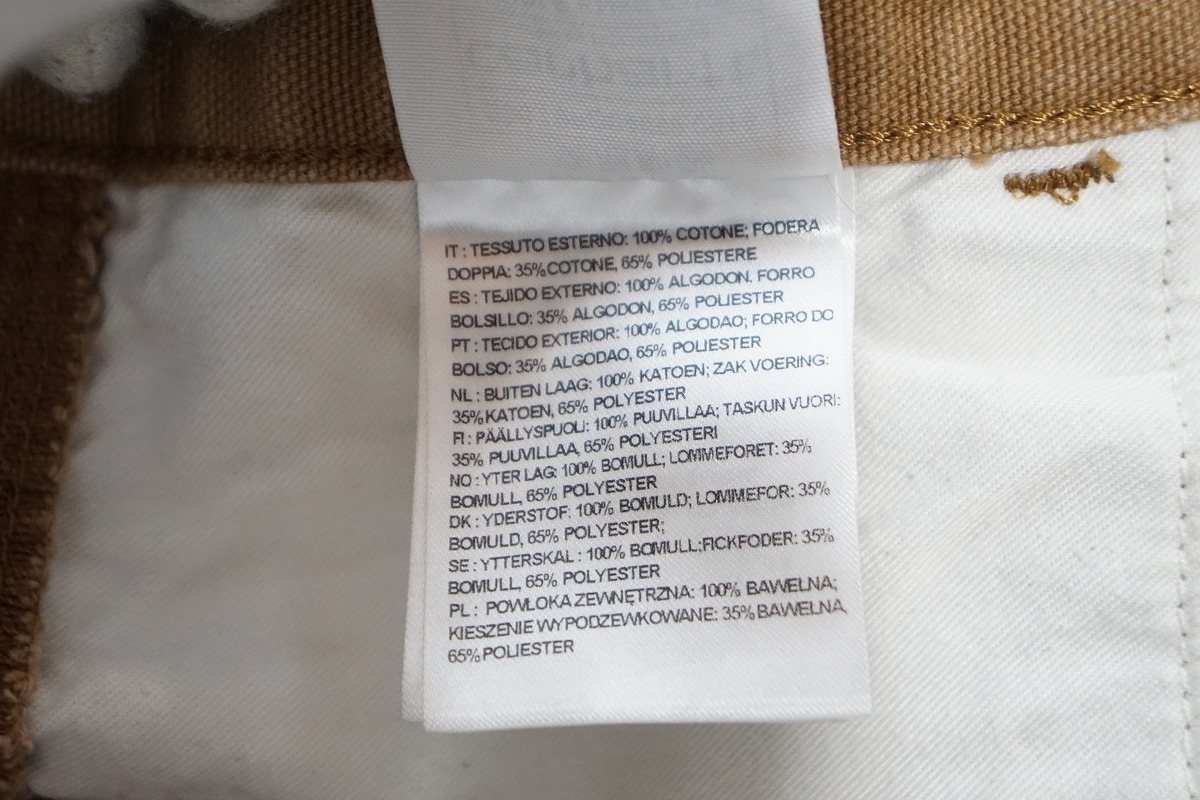 IT : TESSUTO ESTERNO: 100% COTONE; FODERA
DOPPIA: 35%COTONE, 65% POLIESTERE
ES : TEJIDO EXTERNO: 100% ALGODON. FORRO
BOLSILLO: 35% ALGODON, 65% POLIESTER
PT : TECIDO EXTERIOR: 100% ALGODAO; FORRO DO
BOLSO: 35% ALGODAO, 65% POLIESTER
NL : BUITEN LAAG: 100% KATOEN; ZAK VOERING:
35%KATOEN, 65% POLYESTER
FI : PÄÄLLYSPUOLI: 100% PUUVILLAA; TASKUN VUORI:
35% PUUVILLAA, 65% POLYESTERI
NO : YTER LAG: 100% BOMULL; LOMMEFORET: 35%
BOMULL, 65% POLYESTER
DK : YDERSTOF: 100% BOMULD; LOMMEFOR: 35%
BOMULD, 65% POLYESTER;
SE : YTTERSKAL : 100% BOMULL;FICKFODER: 35%
BOMULL, 65% POLYESTER
PL : POWŁOKA ZEWNĘTRZNA: 100% BAWELNA;
KIESZENIE WYPODZEWKOWANE: 35%BAWELNA,
65%POLIESTER